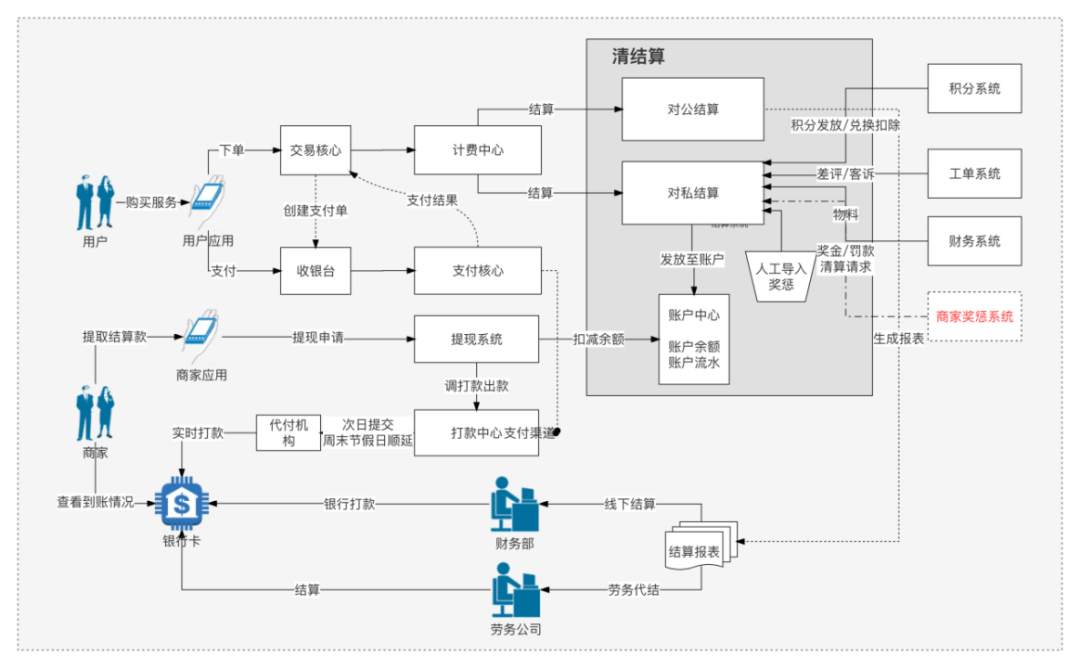 清结算
对公结算
积分系统
结算
积分发放/兑换扣除
下单
交易核心
计费中心
工单系统
差评/客诉
对私结算
结算
购买服务
支付结果
创建支付单
物料
用户
用户应用
财务系统
奖金/罚款
清算请求
发放至账户
人工导入
奖惩
支付
收银台
支付核心
账户中心
账户余额
账户流水
商家奖惩系统
提取结算款
提现申请
提现系统
扣减余额
生成报表
商家应用
调打款出款
代付机
构
次日提交
周末节假日顺延
打款中心
支付渠道
实时打款
商家
查看到账情况
银行打款
线下结算
银行卡
财务部
结算报表
结算
劳务代结
劳务公司